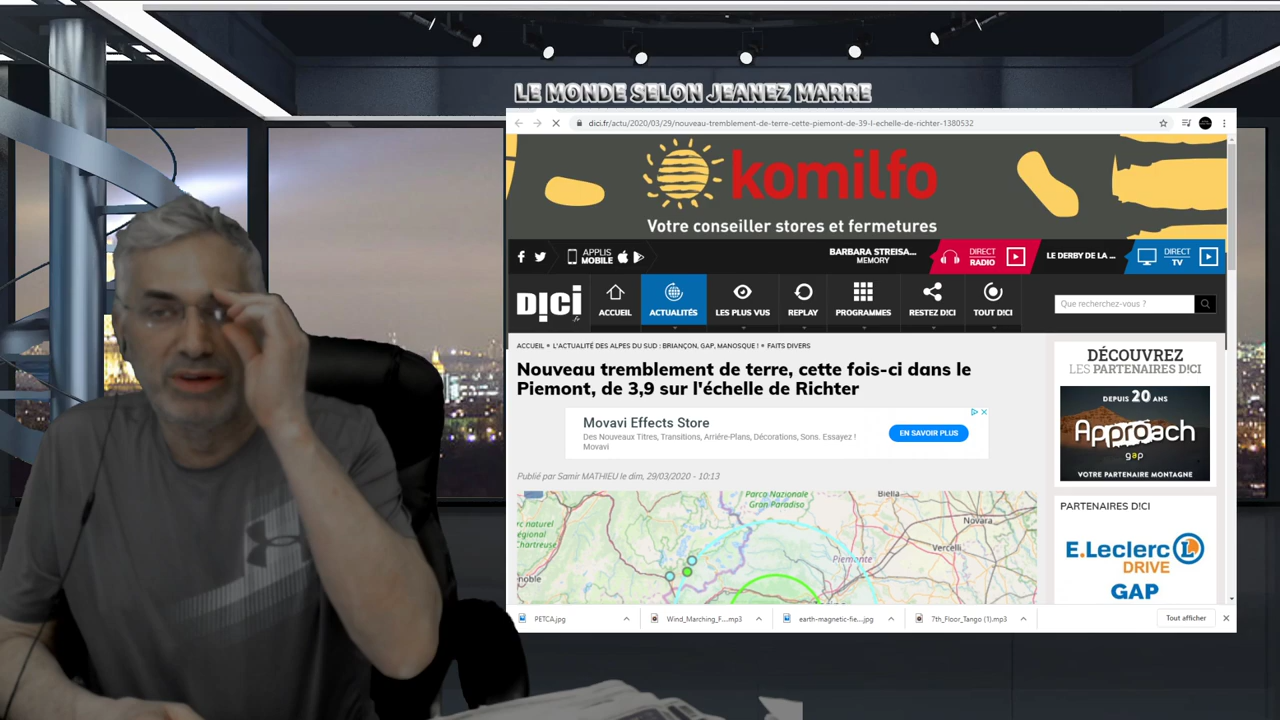 LE MONDE SELON JEANEZ MARRE
dici.fr/actu/2020/03/29/nouveau-tremblement-de-terre-cette-piemont-de-39-l-echelle-de-richter-1380532
komilfo
Votre conseiller stores et fermetures
APPLIS
MOBILE
BARBARA STREISA...
MEMORY
DIRECT
RADIO
LE DERBY DE LA ...
DIRECT
TV
D!CI
.fr
ACCUEIL
ACTUALITÉS
LES PLUS VUS
REPLAY
PROGRAMMES
RESTEZ D!CI
TOUT D!CI
Que recherchez-vous ?
ACCUEIL • L'ACTUALITÉ DES ALPES DU SUD : BRIANÇON, GAP, MANOSQUE ! • FAITS DIVERS
Nouveau tremblement de terre, cette fois-ci dans le
Piemont, de 3,9 sur l'échelle de Richter
Movavi Effects Store
Des Nouveaux Titres, Transitions, Arrière-Plans, Décorations, Sons. Essayez !
Movavi
EN SAVOIR PLUS
Publié par Samir MATHIEU le dim, 29/03/2020 - 10:13
Parco Nazionale
Gran Paradiso
Biella
Novara
Vercelli
Piemonte
rc naturel
régional
Chartreuse
noble
DÉCOUVREZ
LES PARTENAIRES D!CI
DEPUIS 20 ANS
Approach
gap
VOTRE PARTENAIRE MONTAGNE
PARTENAIRES D!CI
E.Leclerc L
DRIVE
GAP
PETCA.jpg
Wind_Marching_F....mp3
earth-magnetic-fie....jpg
7th_Floor_Tango (1).mp3
Tout afficher